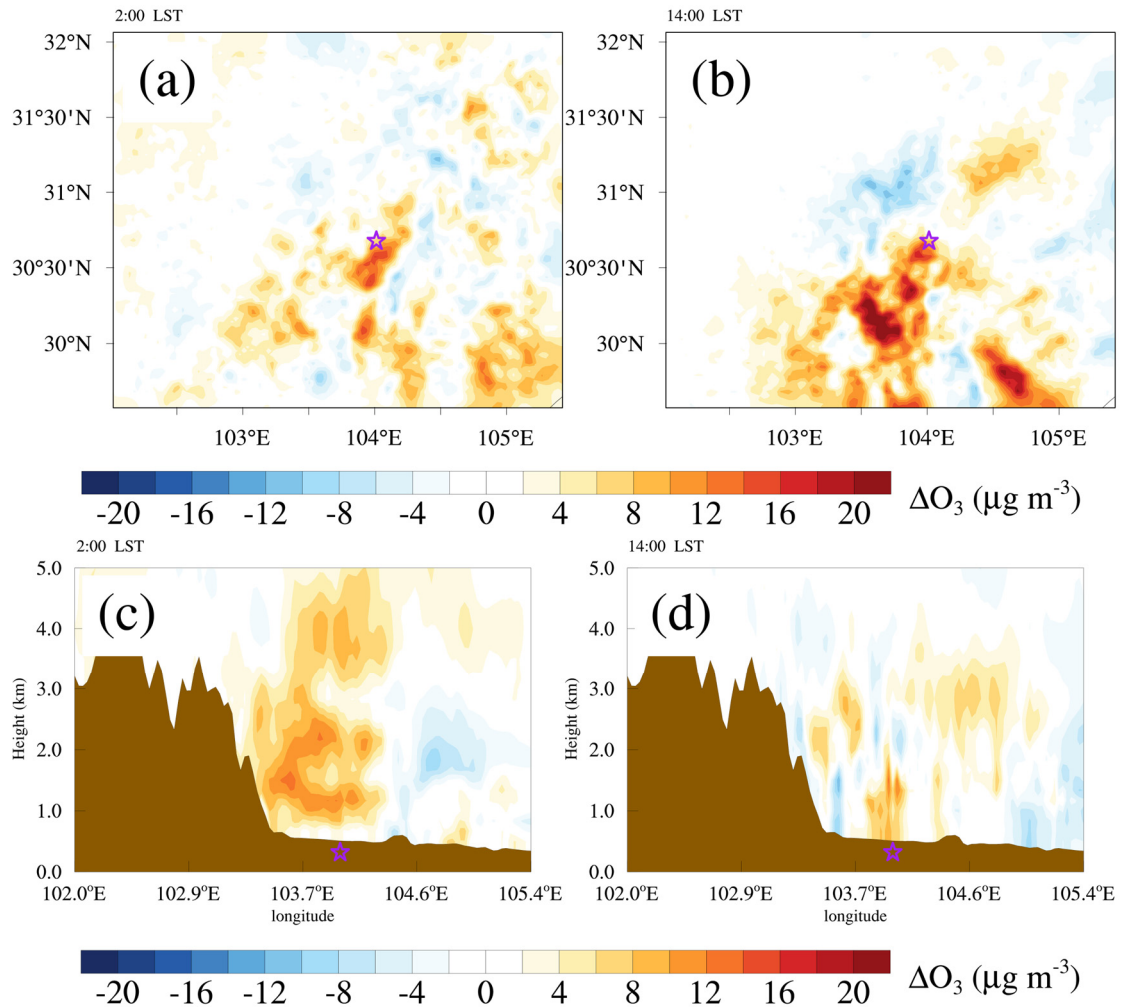 2:00 LST
14:00 LST
(a)
(b)
32°N
31°30'N
31°N
30°30'N
30°N
32°N
31°30'N
31°N
30°30'N
30°N
103°E 104°E 105°E
103°E 104°E 105°E
-20 -16 -12 -8 -4 0 4 8 12 16 20 ΔO₃ (µg m⁻³)
2:00 LST
14:00 LST
(c)
(d)
5.0
4.0
3.0
2.0
1.0
0.0
Height (km)
5.0
4.0
3.0
2.0
1.0
0.0
Height (km)
102.0°E 102.9°E 103.7°E 104.6°E 105.4°E
longitude
102.0°E 102.9°E 103.7°E 104.6°E 105.4°E
longitude
-20 -16 -12 -8 -4 0 4 8 12 16 20 ΔO₃ (µg m⁻³)